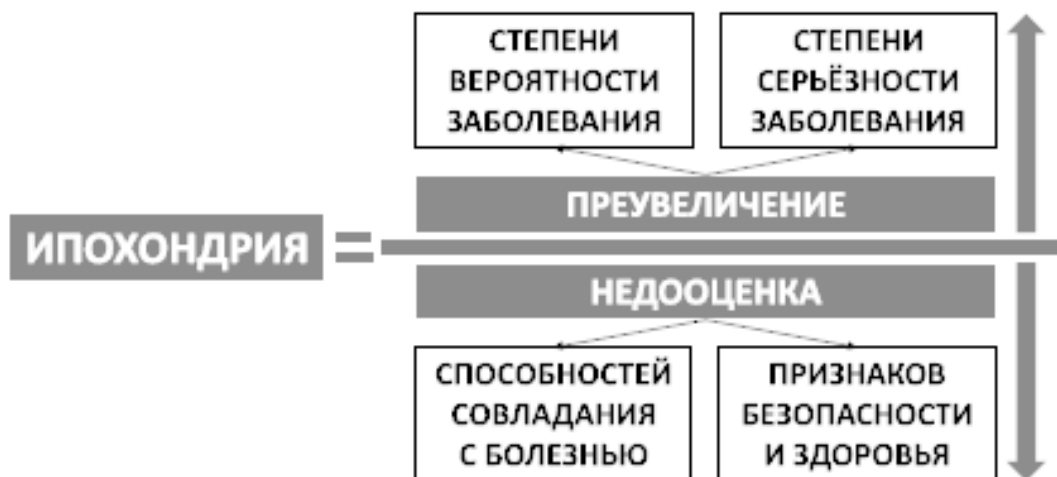 СТЕПЕНИ
ВЕРОЯТНОСТИ
ЗАБОЛЕВАНИЯ
СТЕПЕНИ
СЕРЬЁЗНОСТИ
ЗАБОЛЕВАНИЯ
ПРЕУВЕЛИЧЕНИЕ
ИПОХОНДРИЯ =
НЕДООЦЕНКА
СПОСОБНОСТЕЙ
СОВЛАДАНИЯ
С БОЛЕЗНЬЮ
ПРИЗНАКОВ
БЕЗОПАСНОСТИ
И ЗДОРОВЬЯ